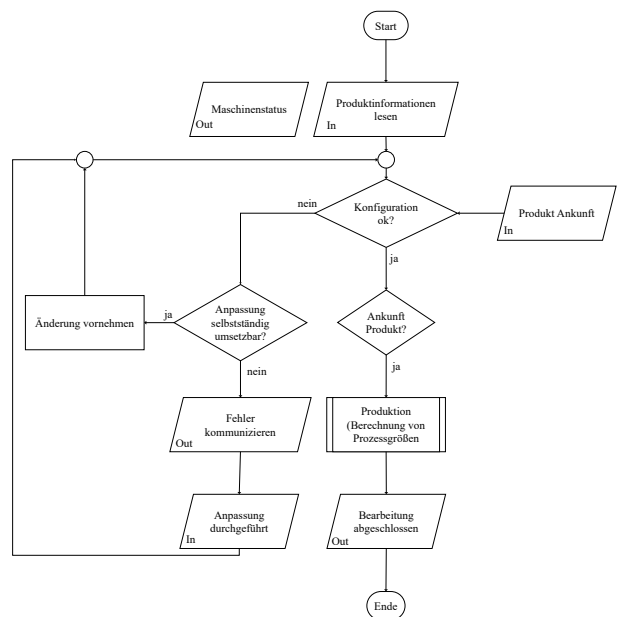 Start
Maschinenstatus
Out
Produktinformationen
lesen
In
nein
Konfiguration
ok?
Produkt Ankunft
In
ja
Änderung vornehmen
ja
Anpassung
selbstständig
umsetzbar?
Ankunft
Produkt?
nein
ja
Fehler
kommunizieren
Out
Produktion
(Berechnung von
Prozessgrößen
Anpassung
durchgeführt
In
Bearbeitung
abgeschlossen
Out
Ende